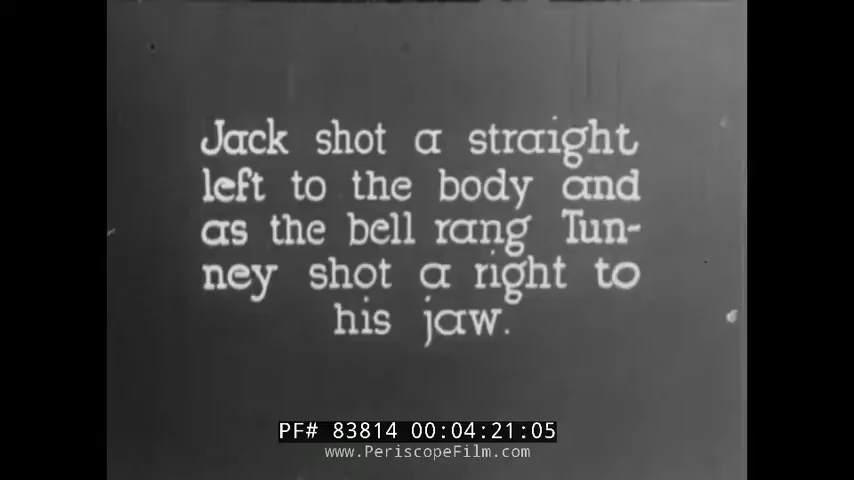 Jack shot a straight
left to the body and
as the bell rang Tun-
ney shot a right to
his jaw.
PF# 83814 00:04:21:05
www.PeriscopeFilm.com